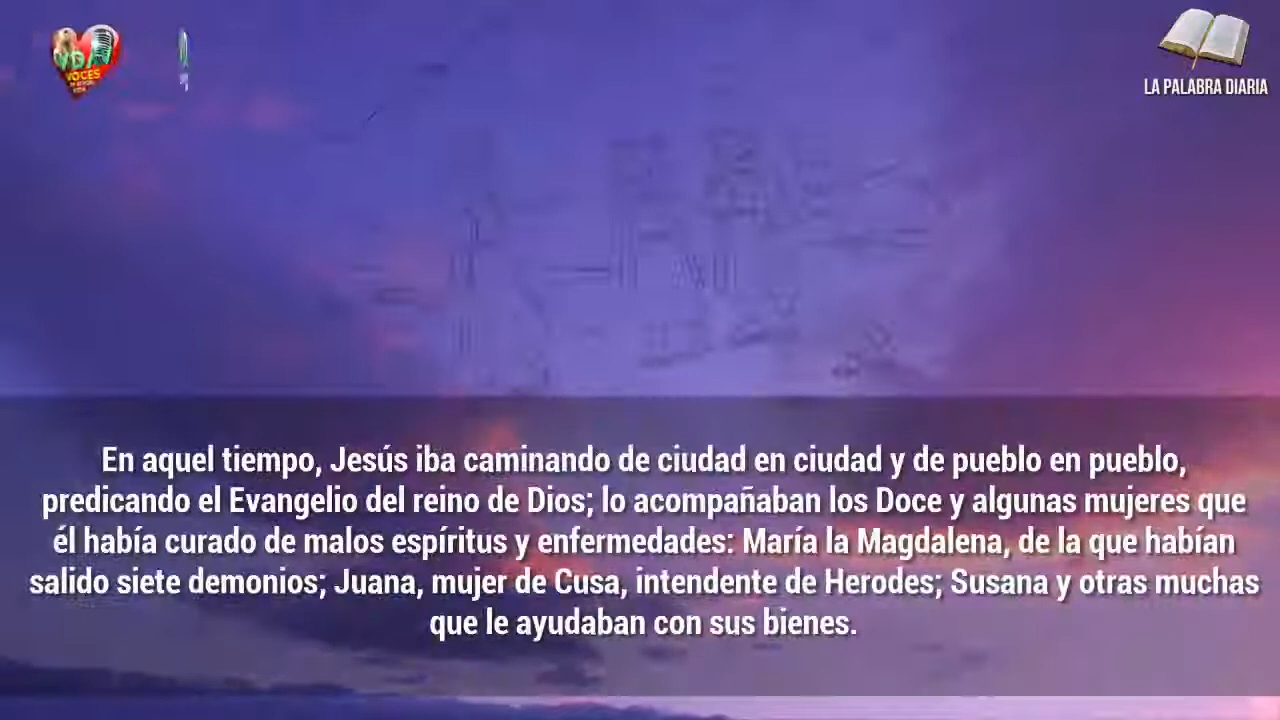 VOCES
LA PALABRA DIARIA
En aquel tiempo, Jesús iba caminando de ciudad en ciudad y de pueblo en pueblo,
predicando el Evangelio del reino de Dios; lo acompañaban los Doce y algunas mujeres que
él había curado de malos espíritus y enfermedades: María la Magdalena, de la que habían
salido siete demonios; Juana, mujer de Cusa, intendente de Herodes; Susana y otras muchas
que le ayudaban con sus bienes.